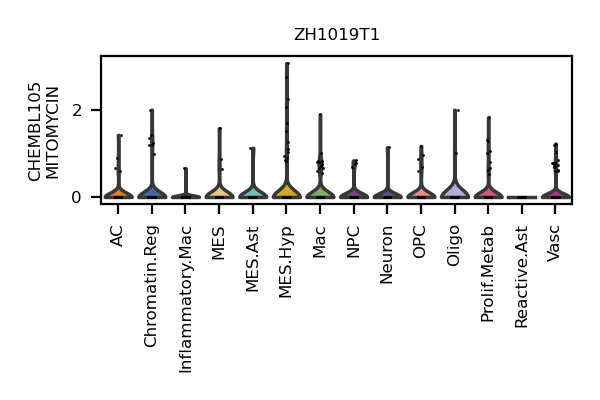 ZH1019T1
CHEMBL105
MITOMYCIN
2
0
AC
Chromatin.Reg
Inflammatory.Mac
MES
MES.Ast
MES.Hyp
Mac
NPC
Neuron
OPC
Oligo
Prolif.Metab
Reactive.Ast
Vasc